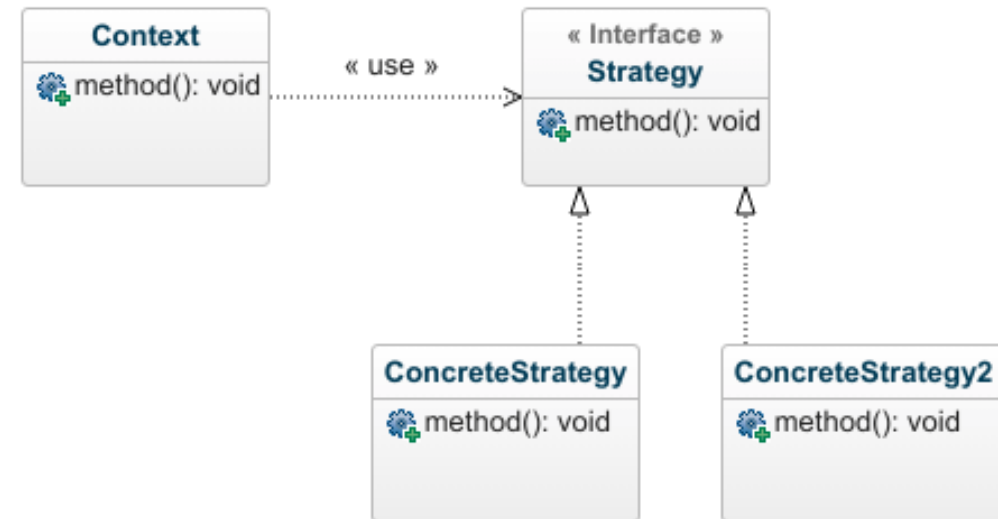 Context
method(): void
« use »
« Interface »
Strategy
method(): void
ConcreteStrategy
method(): void
ConcreteStrategy2
method(): void